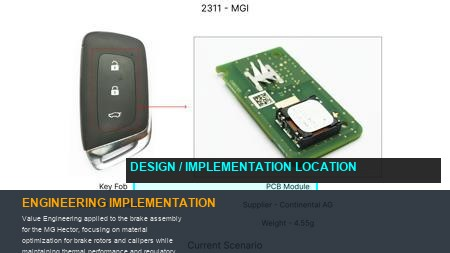 2311 - MGI
DESIGN / IMPLEMENTATION LOCATION
Key Fob
PCB Module
ENGINEERING IMPLEMENTATION
Supplier - Continental AG
Value Engineering applied to the brake assembly
for the MG Hector, focusing on material
Weight - 4.55g
optimization for brake rotors and calipers while
Current Scenario
maintaining thermal performance and regulatory